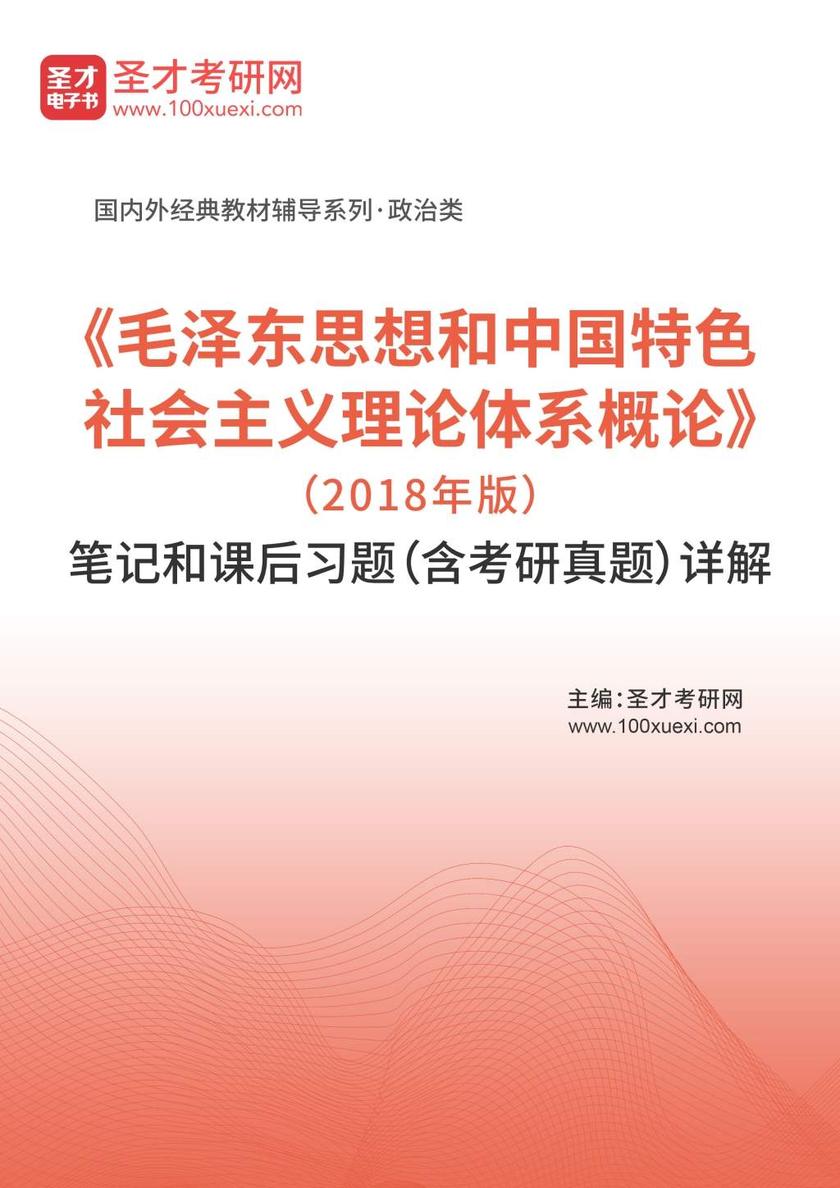 圣才
电子书
圣才考研网
www.100xuexi.com
国内外经典教材辅导系列·政治类
《毛泽东思想和中国特色
社会主义理论体系概论》
（2018年版）
笔记和课后习题（含考研真题）详解
主编：圣才考研网
www.100xuexi.com